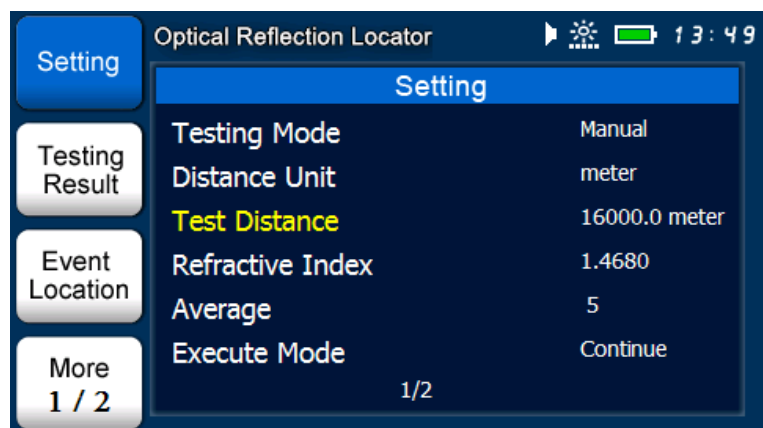 Optical Reflection Locator 13:49
Setting
Testing
Result
Event
Location
More
1 / 2
Setting
Testing Mode Manual
Distance Unit meter
Test Distance 16000.0 meter
Refractive Index 1.4680
Average 5
Execute Mode Continue
1/2